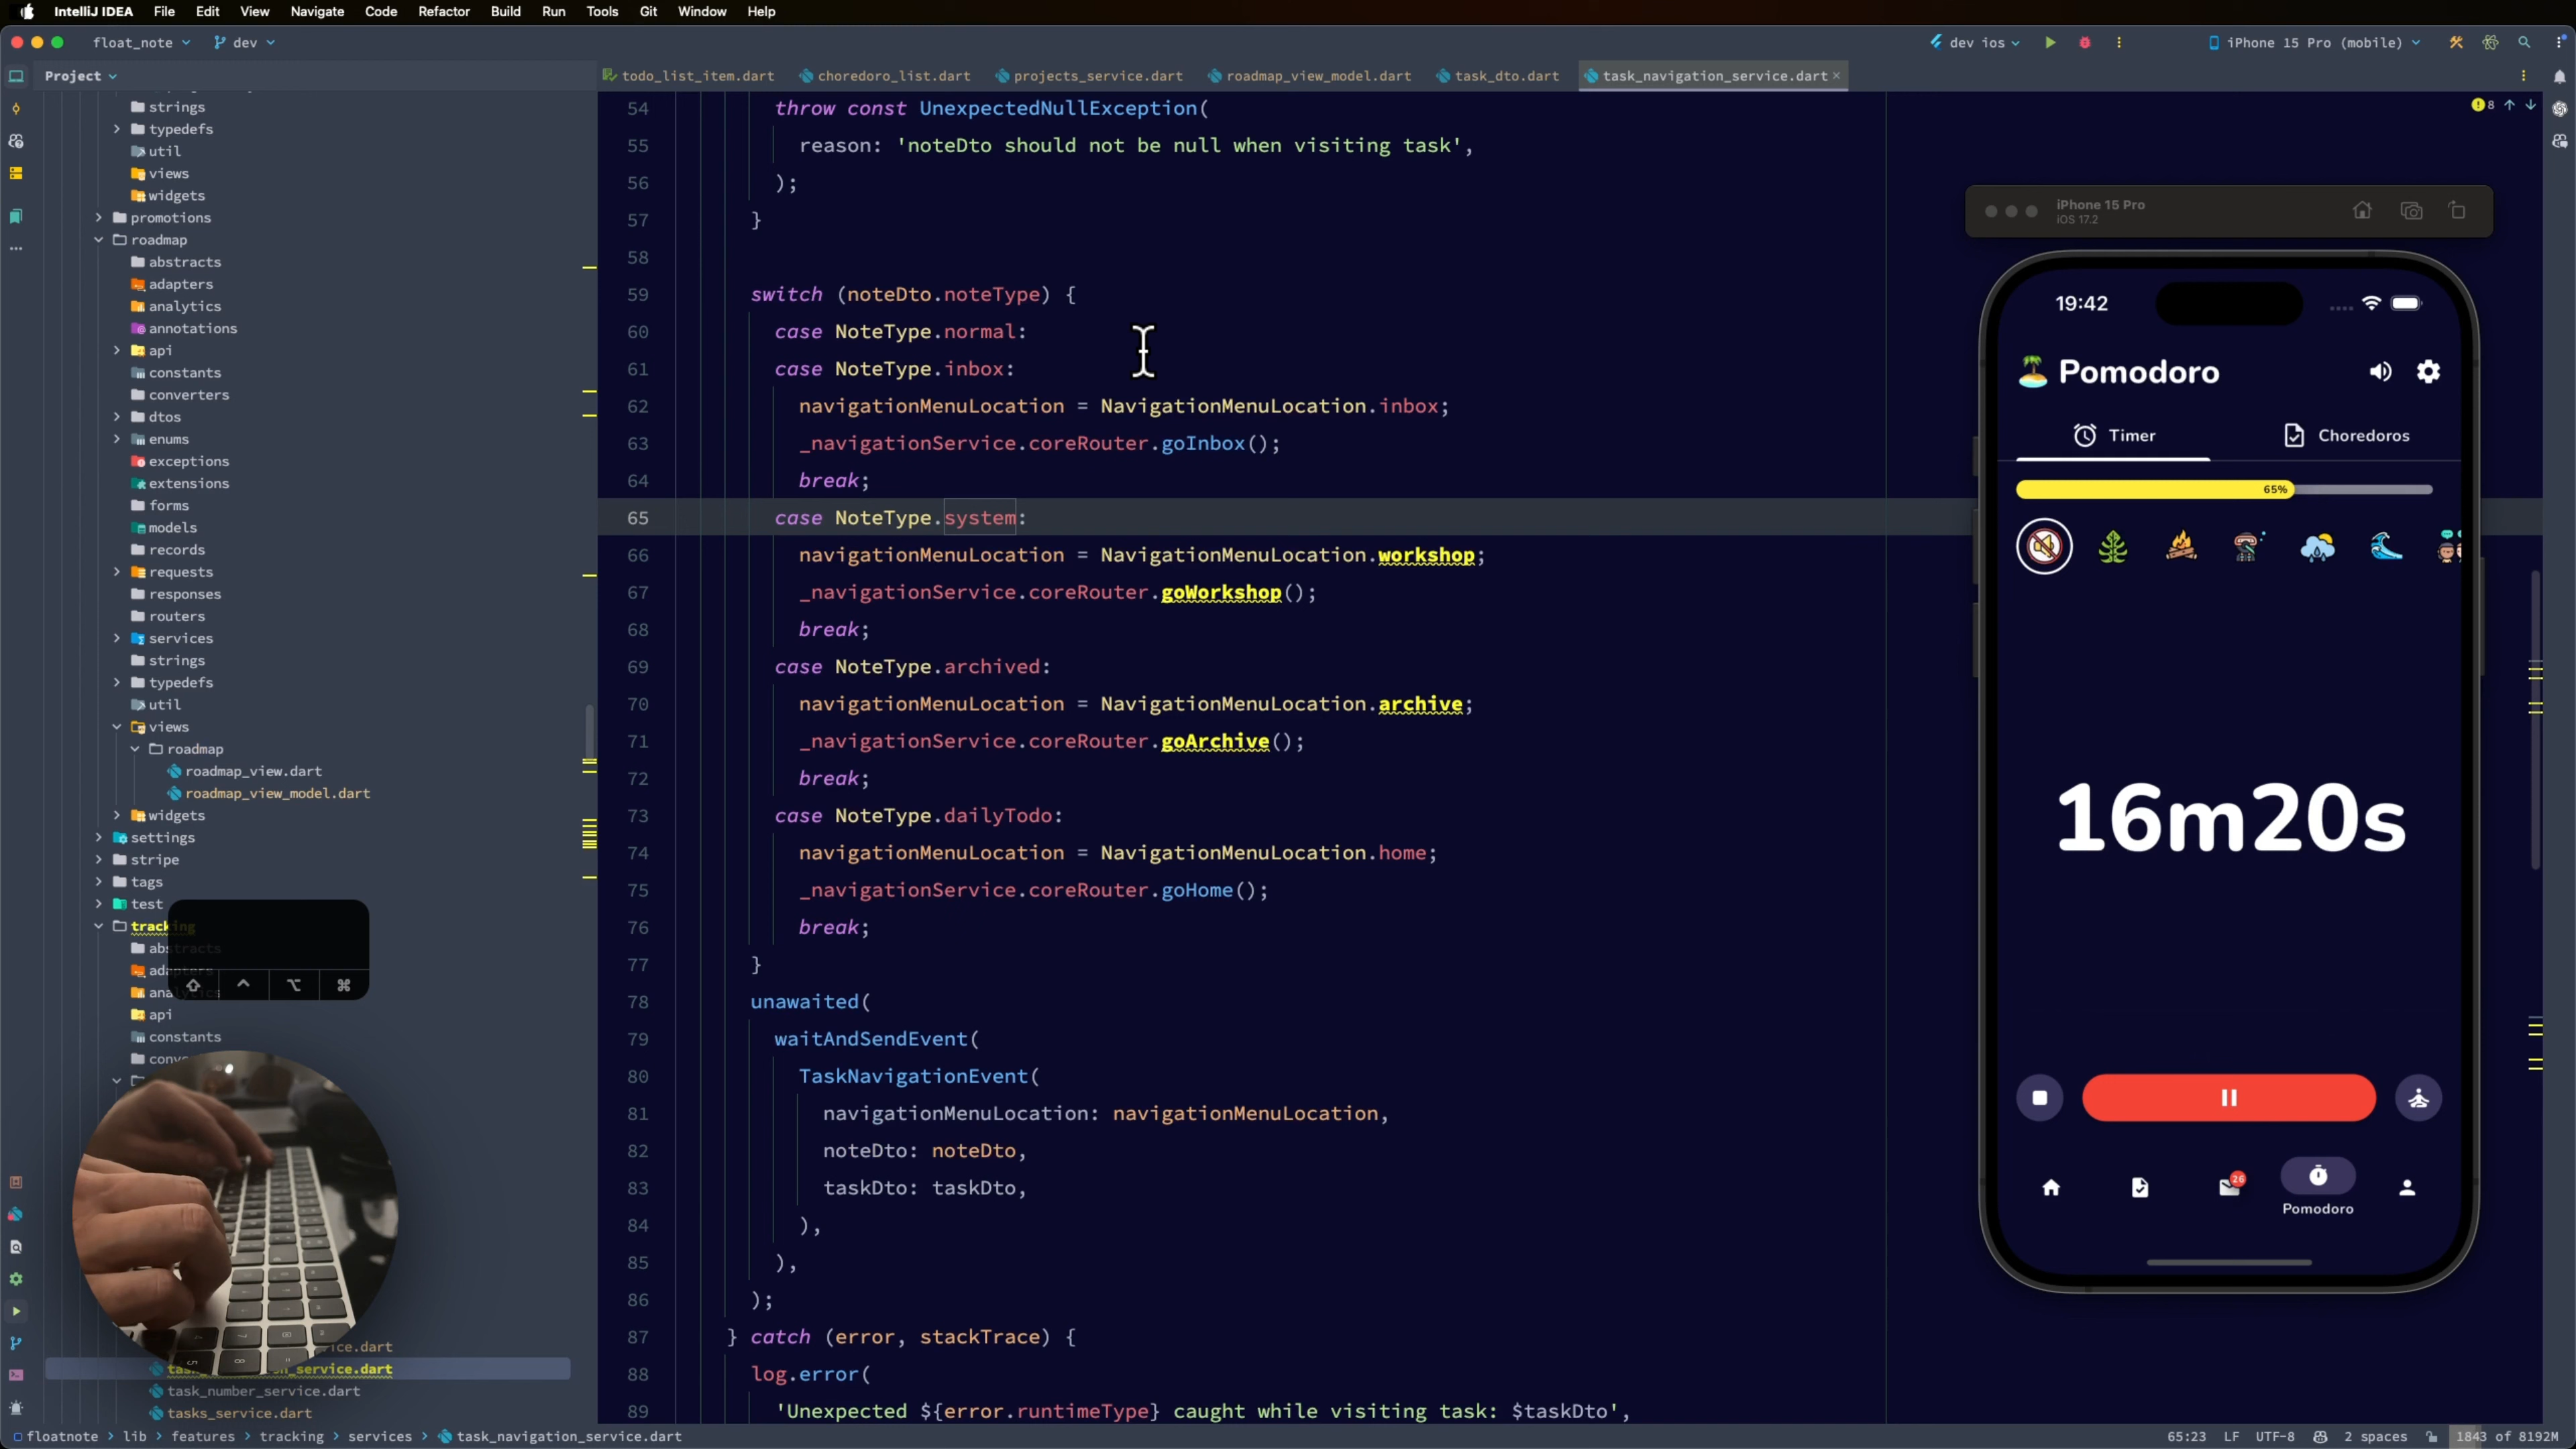 IntelliJ IDEA File Edit View Navigate Code Refactor Build Run Tools Git Window Help
float_note dev dev ios iPhone 15 Pro (mobile)
Project
todo_list_item.dart choredoro_list.dart projects_service.dart roadmap_view_model.dart task_dto.dart task_navigation_service.dart
strings
typedefs
util
views
widgets
promotions
roadmap
abstracts
adapters
analytics
annotations
api
constants
converters
dtos
enums
exceptions
extensions
forms
models
records
requests
responses
routers
services
strings
typedefs
util
views
roadmap
roadmap_view.dart
roadmap_view_model.dart
widgets
settings
stripe
tags
test
tracking
abstracts
api
constants
task_number_service.dart
tasks_service.dart
54 throw const UnexpectedNullException(
55 reason: 'noteDto should not be null when visiting task',
56 );
57 }
58
59 switch (noteDto.noteType) {
60 case NoteType.normal:
61 case NoteType.inbox:
62 navigationMenuLocation = NavigationMenuLocation.inbox;
63 _navigationService.coreRouter.goInbox();
64 break;
65 case NoteType.system:
66 navigationMenuLocation = NavigationMenuLocation.workshop;
67 _navigationService.coreRouter.goWorkshop();
68 break;
69 case NoteType.archived:
70 navigationMenuLocation = NavigationMenuLocation.archive;
71 _navigationService.coreRouter.goArchive();
72 break;
73 case NoteType.dailyTodo:
74 navigationMenuLocation = NavigationMenuLocation.home;
75 _navigationService.coreRouter.goHome();
76 break;
77 }
78 unawaited(
79 waitAndSendEvent(
80 TaskNavigationEvent(
81 navigationMenuLocation: navigationMenuLocation,
82 noteDto: noteDto,
83 taskDto: taskDto,
84 ),
85 ),
86 );
87 } catch (error, stackTrace) {
88 log.error(
89 'Unexpected ${error.runtimeType} caught while visiting task: $taskDto',
8
iPhone 15 Pro
iOS 17.2
19:42
Pomodoro
Timer Choredoros
65%
16m20s
26
Pomodoro
floatnote > lib > features > tracking > services > task_navigation_service.dart
65:23 LF UTF-8 2 spaces 1843 of 8192M